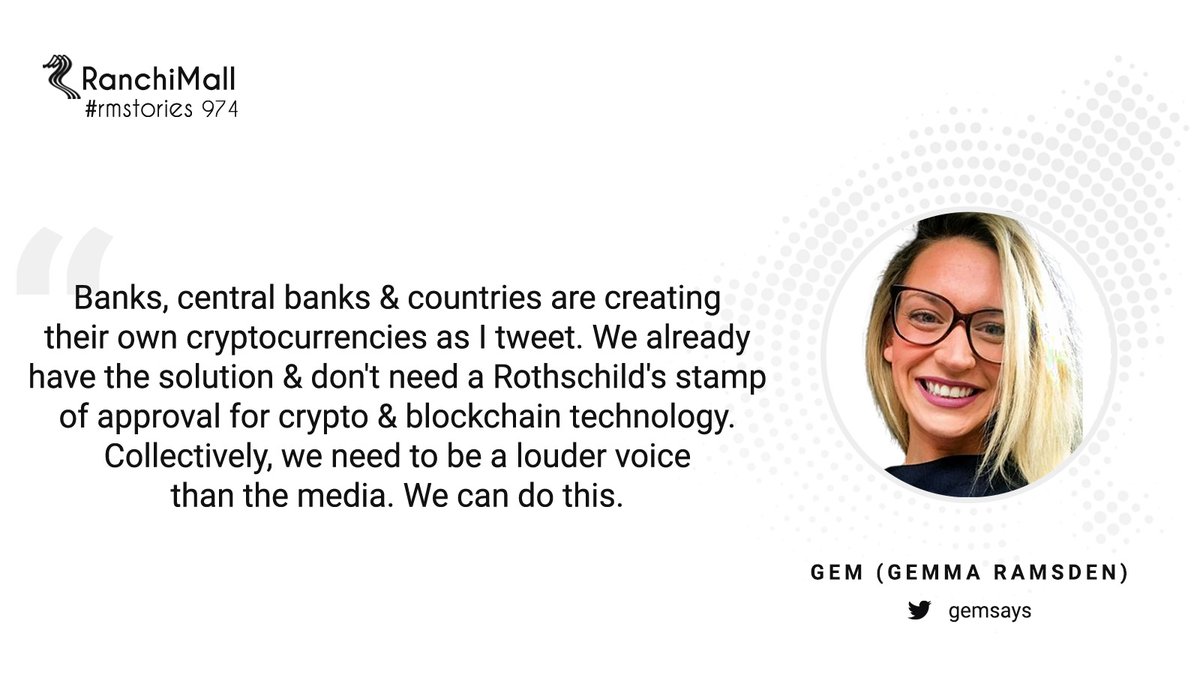 RanchiMall
#rmstories 974
“
Banks, central banks & countries are creating
their own cryptocurrencies as I tweet. We already
have the solution & don't need a Rothschild's stamp
of approval for crypto & blockchain technology.
Collectively, we need to be a louder voice
than the media. We can do this.
GEM (GEMMA RAMSDEN)
gemsays